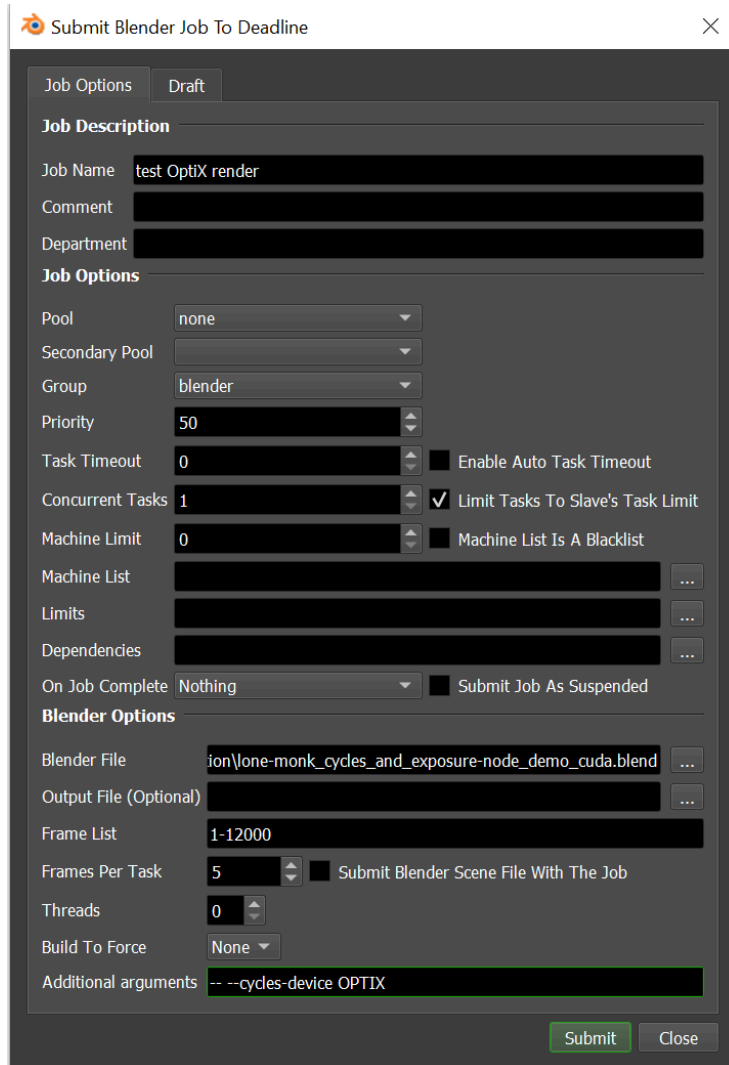 Submit Blender Job To Deadline
Job Options Draft
Job Description
Job Name test OptiX render
Comment
Department
Job Options
Pool none
Secondary Pool
Group blender
Priority 50
Task Timeout 0 Enable Auto Task Timeout
Concurrent Tasks 1 Limit Tasks To Slave's Task Limit
Machine Limit 0 Machine List Is A Blacklist
Machine List ...
Limits ...
Dependencies ...
On Job Complete Nothing Submit Job As Suspended
Blender Options
Blender File tion\lone-monk_cycles_and_exposure-node_demo_cuda.blend ...
Output File (Optional) ...
Frame List 1-12000
Frames Per Task 5 Submit Blender Scene File With The Job
Threads 0
Build To Force None
Additional arguments -- --cycles-device OPTIX
Submit Close